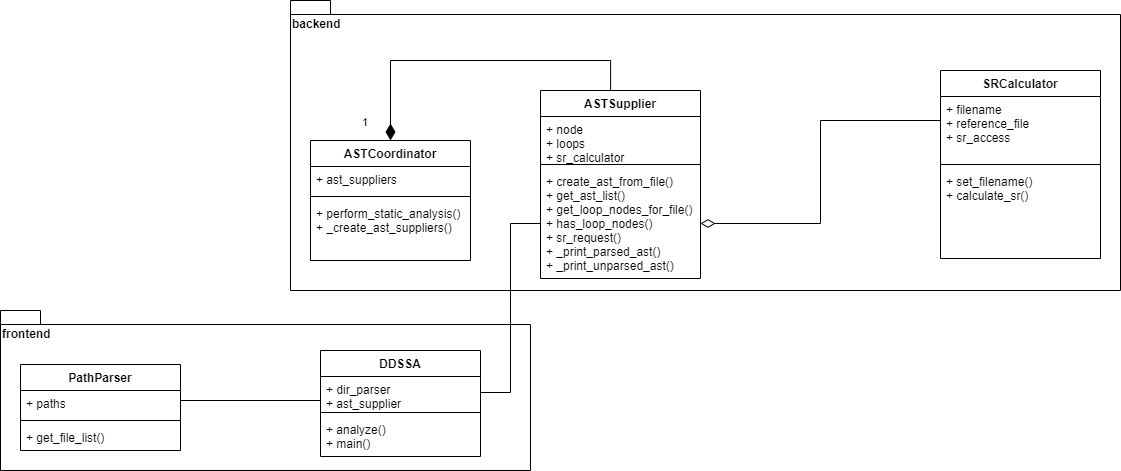 backend
1
ASTCoordinator
+ ast_suppliers
+ perform_static_analysis()
+ _create_ast_suppliers()
ASTSupplier
+ node
+ loops
+ sr_calculator
+ create_ast_from_file()
+ get_ast_list()
+ get_loop_nodes_for_file()
+ has_loop_nodes()
+ sr_request()
+ _print_parsed_ast()
+ _print_unparsed_ast()
SRCalculator
+ filename
+ reference_file
+ sr_access
+ set_filename()
+ calculate_sr()
frontend
PathParser
+ paths
+ get_file_list()
DDSSA
+ dir_parser
+ ast_supplier
+ analyze()
+ main()